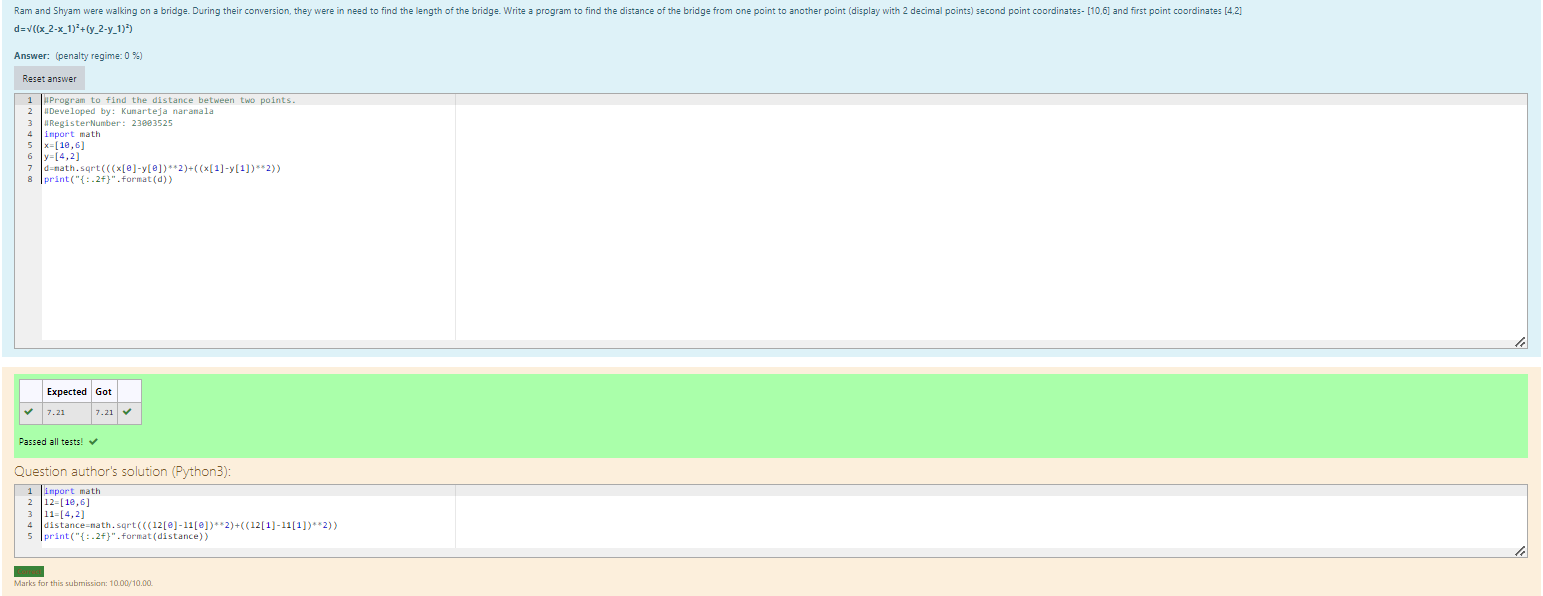 Ram and Shyam were walking on a bridge. During their conversion, they were in need to find the length of the bridge. Write a program to find the distance of the bridge from one point to another point (display with 2 decimal points) second point coordinates- [10,6] and first point coordinates [4,2]
d=√((x_2-x_1)²+(y_2-y_1)²)
Answer: (penalty regime: 0 %)
Reset answer
1 #Program to find the distance between two points.
2 #Developed by: Kumarteja naramala
3 #RegisterNumber: 23003525
4 import math
5 x=[10,6]
6 y=[4,2]
7 d=math.sqrt(((x[0]-y[0])**2)+((x[1]-y[1])**2))
8 print("{:.2f}".format(d))
Expected Got
7.21 7.21
Passed all tests!
Question author's solution (Python3):
1 import math
2 l2=[10,6]
3 l1=[4,2]
4 distance=math.sqrt(((l2[0]-l1[0])**2)+((l2[1]-l1[1])**2))
5 print("{:.2f}".format(distance))
Marks for this submission: 10.00/10.00.